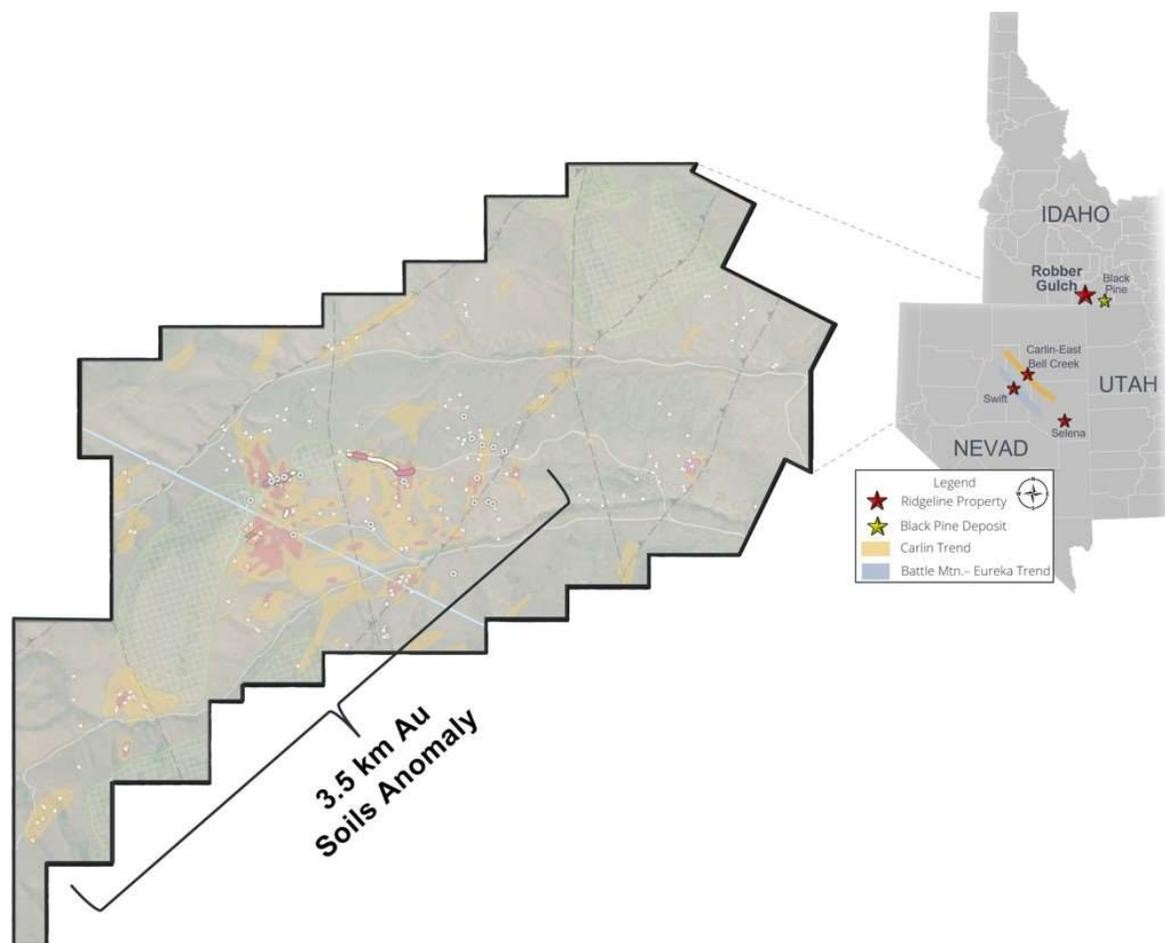 IDAHO
Robber
Gulch
Black
Pine
Carlin-East
Bell Creek
Swift
UTAH
Selena
NEVAD
Legend
Ridgeline Property
Black Pine Deposit
Carlin Trend
Battle Mtn.– Eureka Trend
3.5 km Au
Soils Anomaly